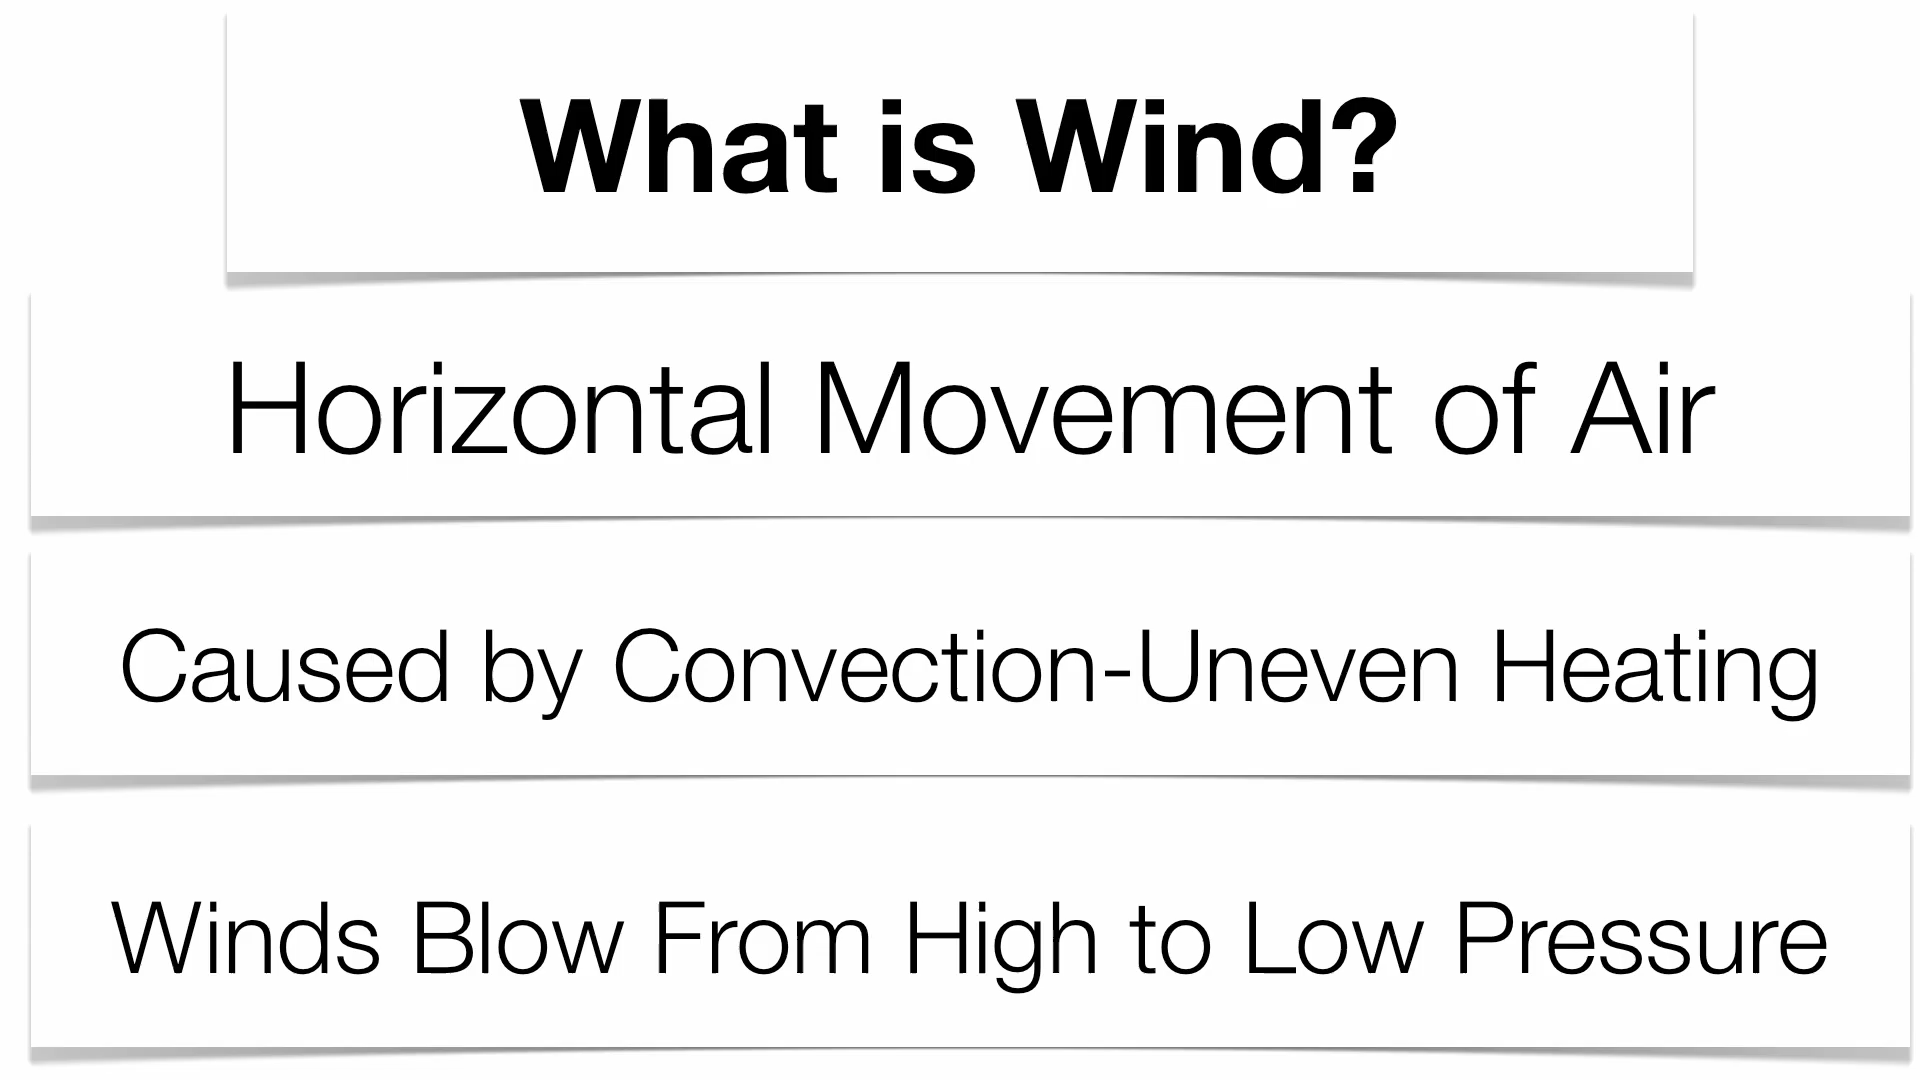 What is Wind?
Horizontal Movement of Air
Caused by Convection-Uneven Heating
Winds Blow From High to Low Pressure